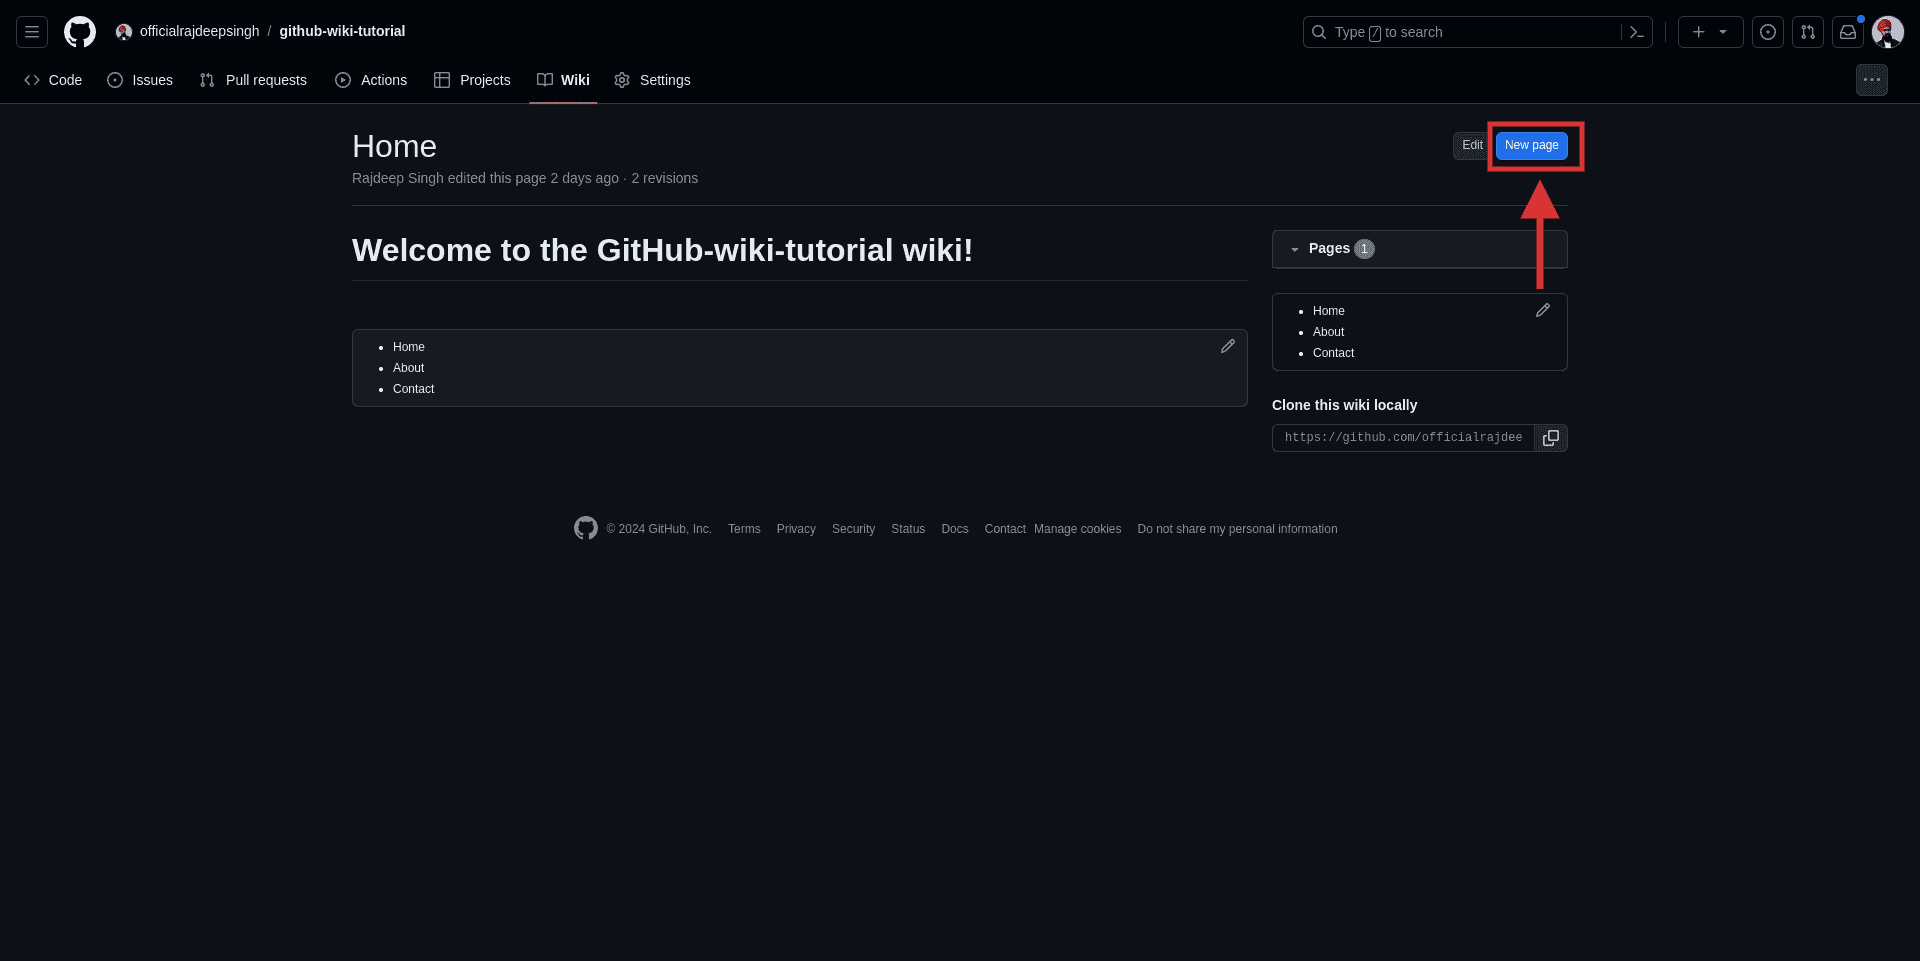 officialrajdeepsingh / github-wiki-tutorial
Type / to search
Code Issues Pull requests Actions Projects Wiki Settings
Home
Edit New page
Rajdeep Singh edited this page 2 days ago · 2 revisions
Welcome to the GitHub-wiki-tutorial wiki!
Home
About
Contact
Pages 1
Home
About
Contact
Clone this wiki locally
https://github.com/officialrajdee
© 2024 GitHub, Inc. Terms Privacy Security Status Docs Contact Manage cookies Do not share my personal information